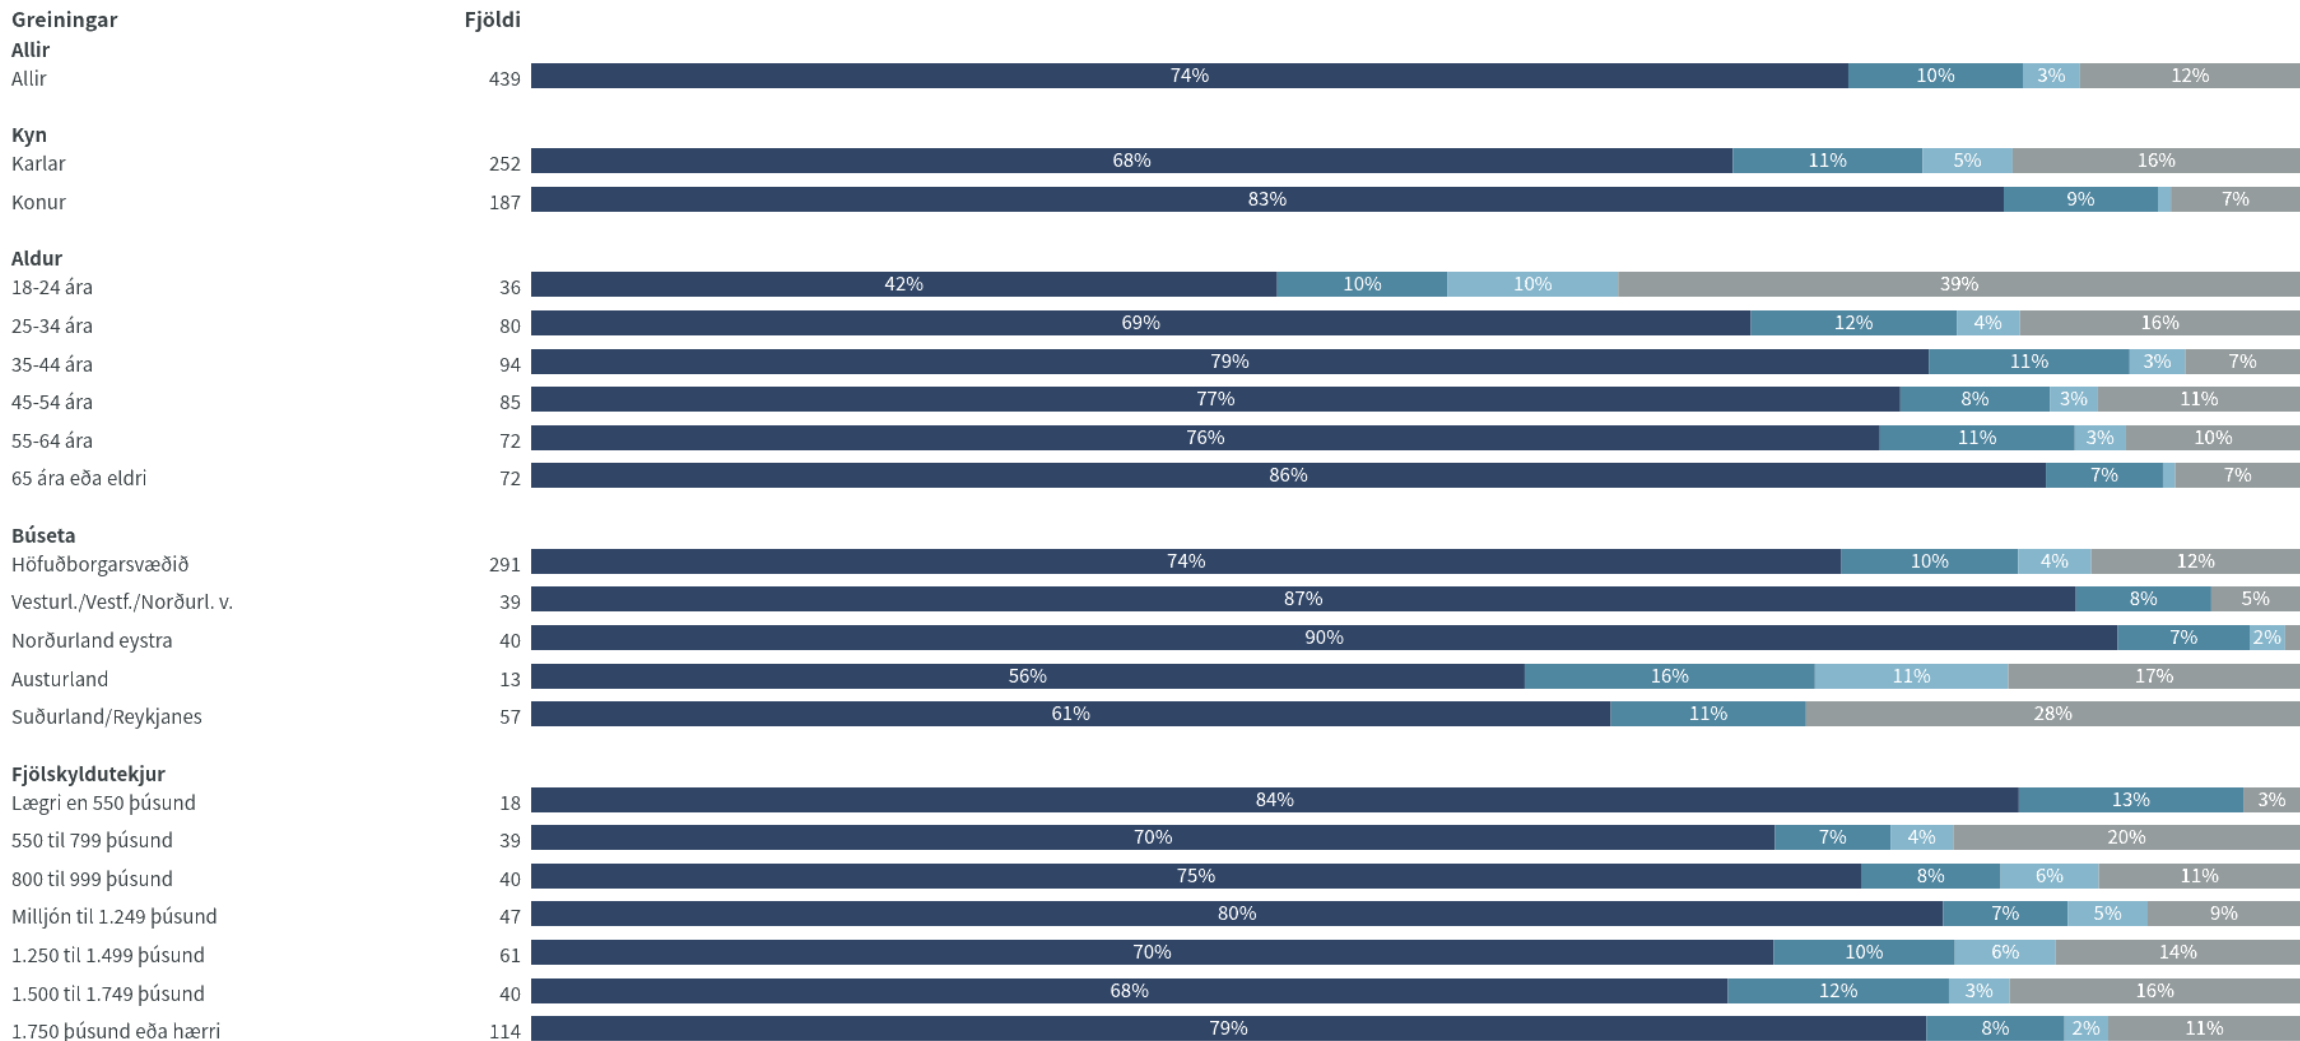 Greiningar Fjöldi
Allir
Allir 439 74% 10% 3% 12%
Kyn
Karlar 252 68% 11% 5% 16%
Konur 187 83% 9% 7%
Aldur
18-24 ára 36 42% 10% 10% 39%
25-34 ára 80 69% 12% 4% 16%
35-44 ára 94 79% 11% 3% 7%
45-54 ára 85 77% 8% 3% 11%
55-64 ára 72 76% 11% 3% 10%
65 ára eða eldri 72 86% 7% 7%
Búseta
Höfuðborgarsvæðið 291 74% 10% 4% 12%
Vesturl./Vestf./Norðurl. v. 39 87% 8% 5%
Norðurland eystra 40 90% 7% 2%
Austurland 13 56% 16% 11% 17%
Suðurland/Reykjanes 57 61% 11% 28%
Fjölskyldutekjur
Lægri en 550 þúsund 18 84% 13% 3%
550 til 799 þúsund 39 70% 7% 4% 20%
800 til 999 þúsund 40 75% 8% 6% 11%
Milljón til 1.249 þúsund 47 80% 7% 5% 9%
1.250 til 1.499 þúsund 61 70% 10% 6% 14%
1.500 til 1.749 þúsund 40 68% 12% 3% 16%
1.750 þúsund eða hærri 114 79% 8% 2% 11%